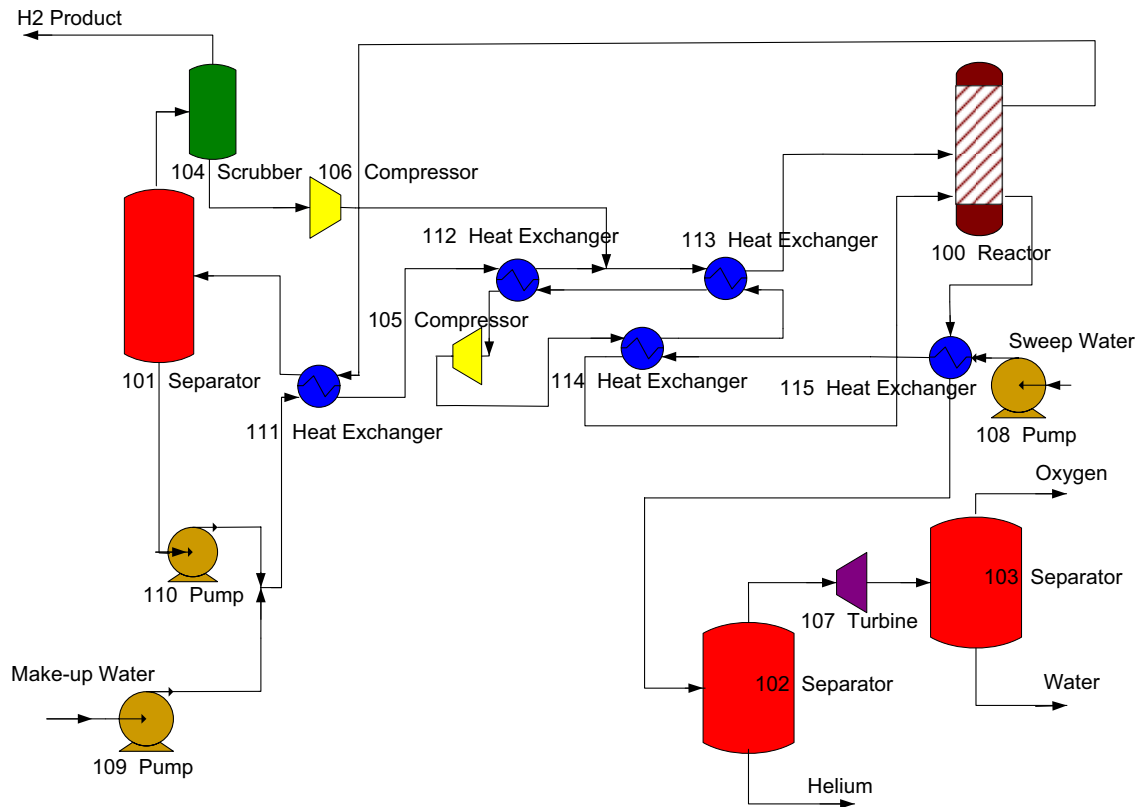 H2 Product
104 Scrubber
106 Compressor
112 Heat Exchanger
113 Heat Exchanger
100 Reactor
105 Compressor
101 Separator
114 Heat Exchanger
115 Heat Exchanger
Sweep Water
111 Heat Exchanger
108 Pump
Oxygen
110 Pump
103 Separator
107 Turbine
Make-up Water
102 Separator
Water
109 Pump
Helium